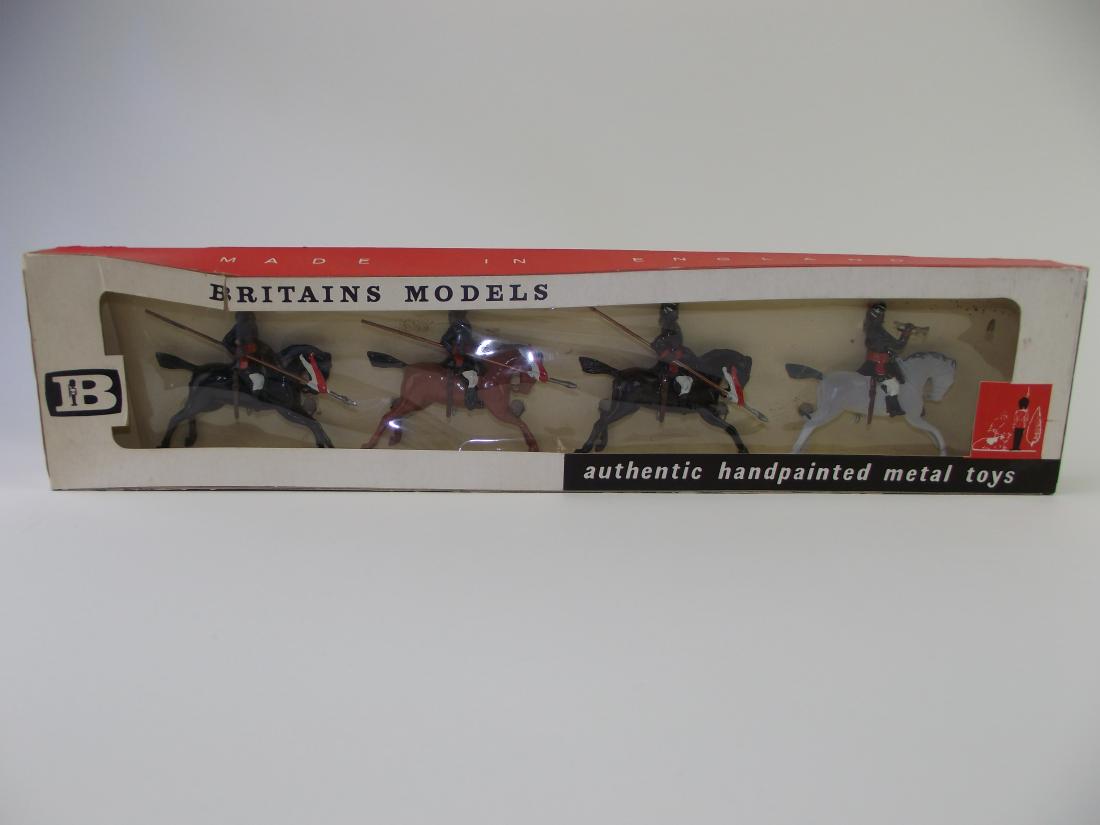 MADE IN ENGLAND
BRITAINS MODELS
B
authentic handpainted metal toys